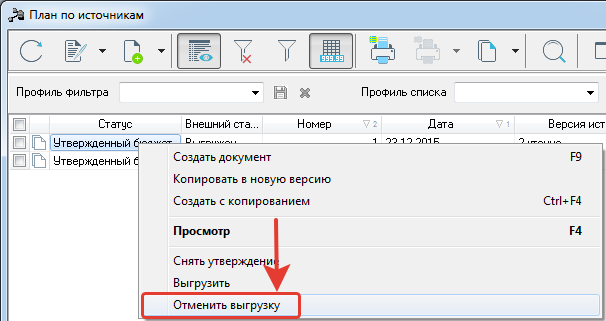 План по источникам
Профиль фильтра Профиль списка
Статус Внешний ста... Номер 2 Дата 1 Версия ист
Утвержденный бюджет Выгружен 1 23.12.2015
Утвержденный б
Создать документ F9
Копировать в новую версию
Создать с копированием Ctrl+F4
Просмотр F4
Снять утверждение
Выгрузить
Отменить выгрузку